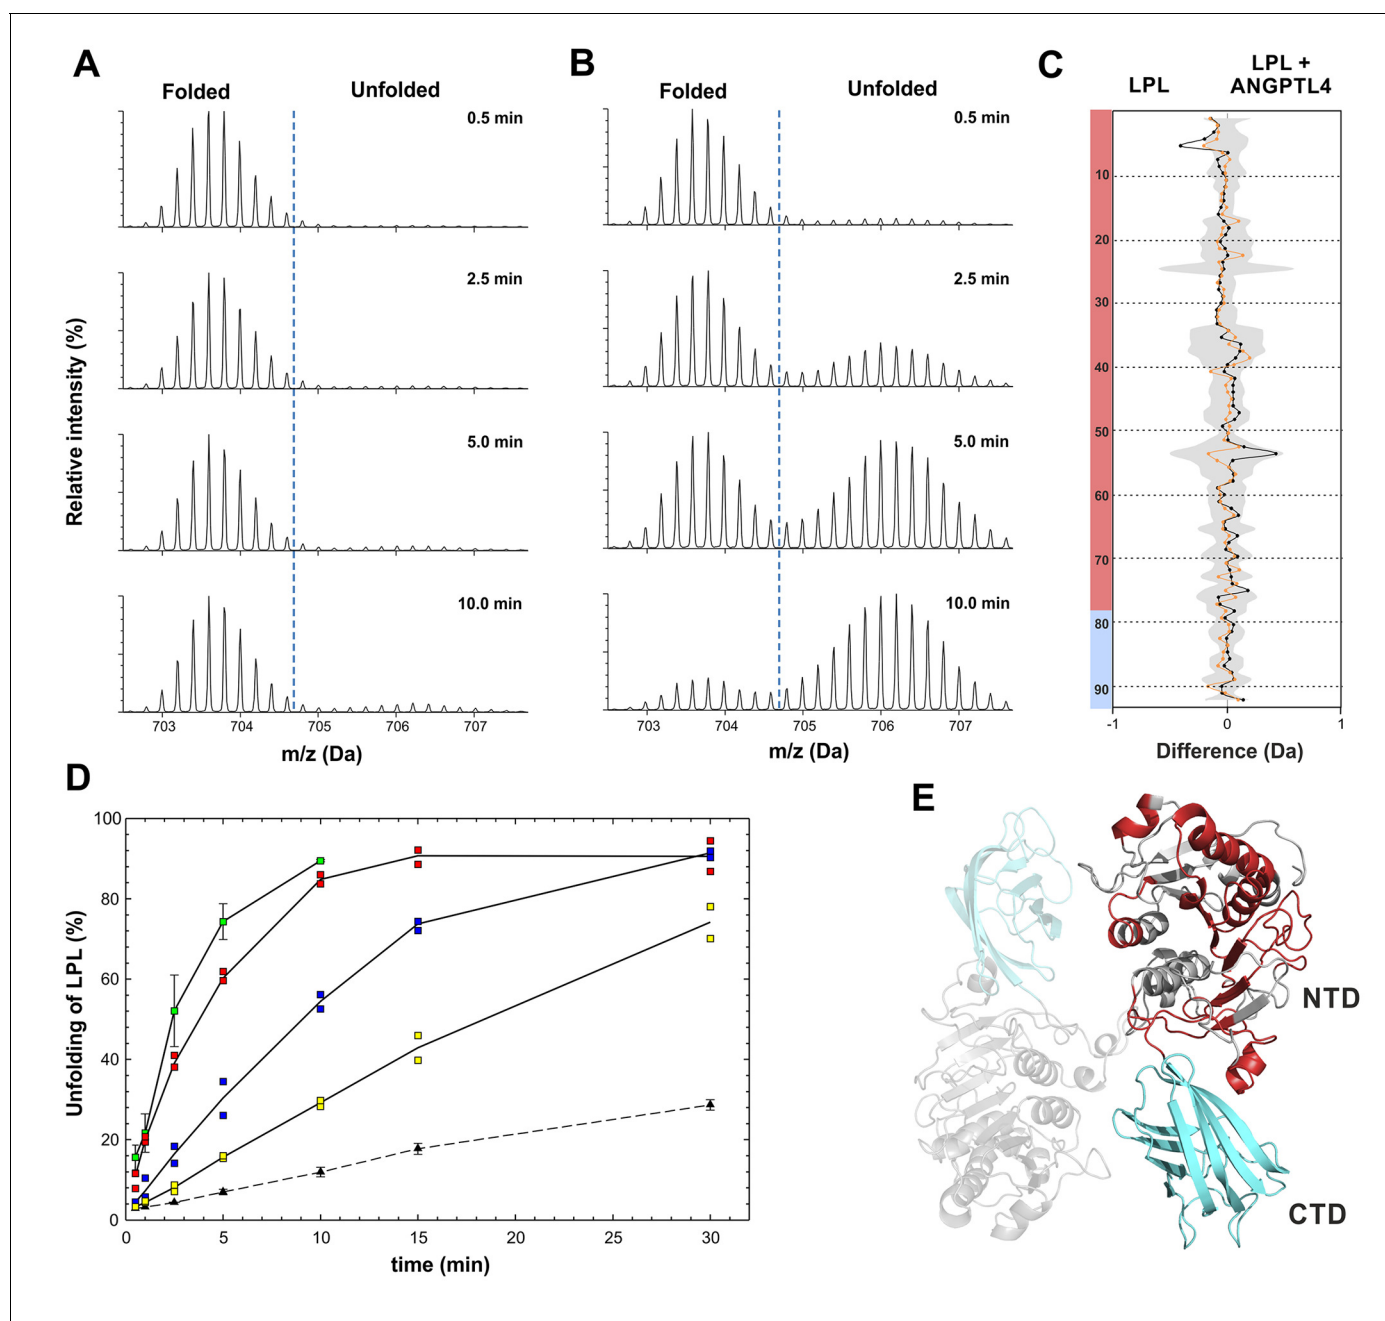 A
Folded
Unfolded
0.5 min
2.5 min
5.0 min
10.0 min
Relative intensity (%)
703 704 705 706 707
m/z (Da)
B
Folded
Unfolded
0.5 min
2.5 min
5.0 min
10.0 min
703 704 705 706 707
m/z (Da)
C
LPL
LPL +
ANGPTL4
10
20
30
40
50
60
70
80
90
-1 0 1
Difference (Da)
D
Unfolding of LPL (%)
100
80
60
40
20
0
0 5 10 15 20 25 30
time (min)
E
NTD
CTD